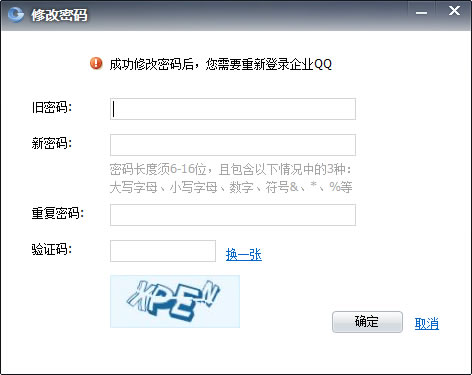 修改密码
成功修改密码后，您需要重新登录企业QQ
旧密码:
新密码:
密码长度须6-16位，且包含以下情况中的3种：
大写字母、小写字母、数字、符号&、*、%等
重复密码:
验证码:
换一张
XPEN
确定 取消